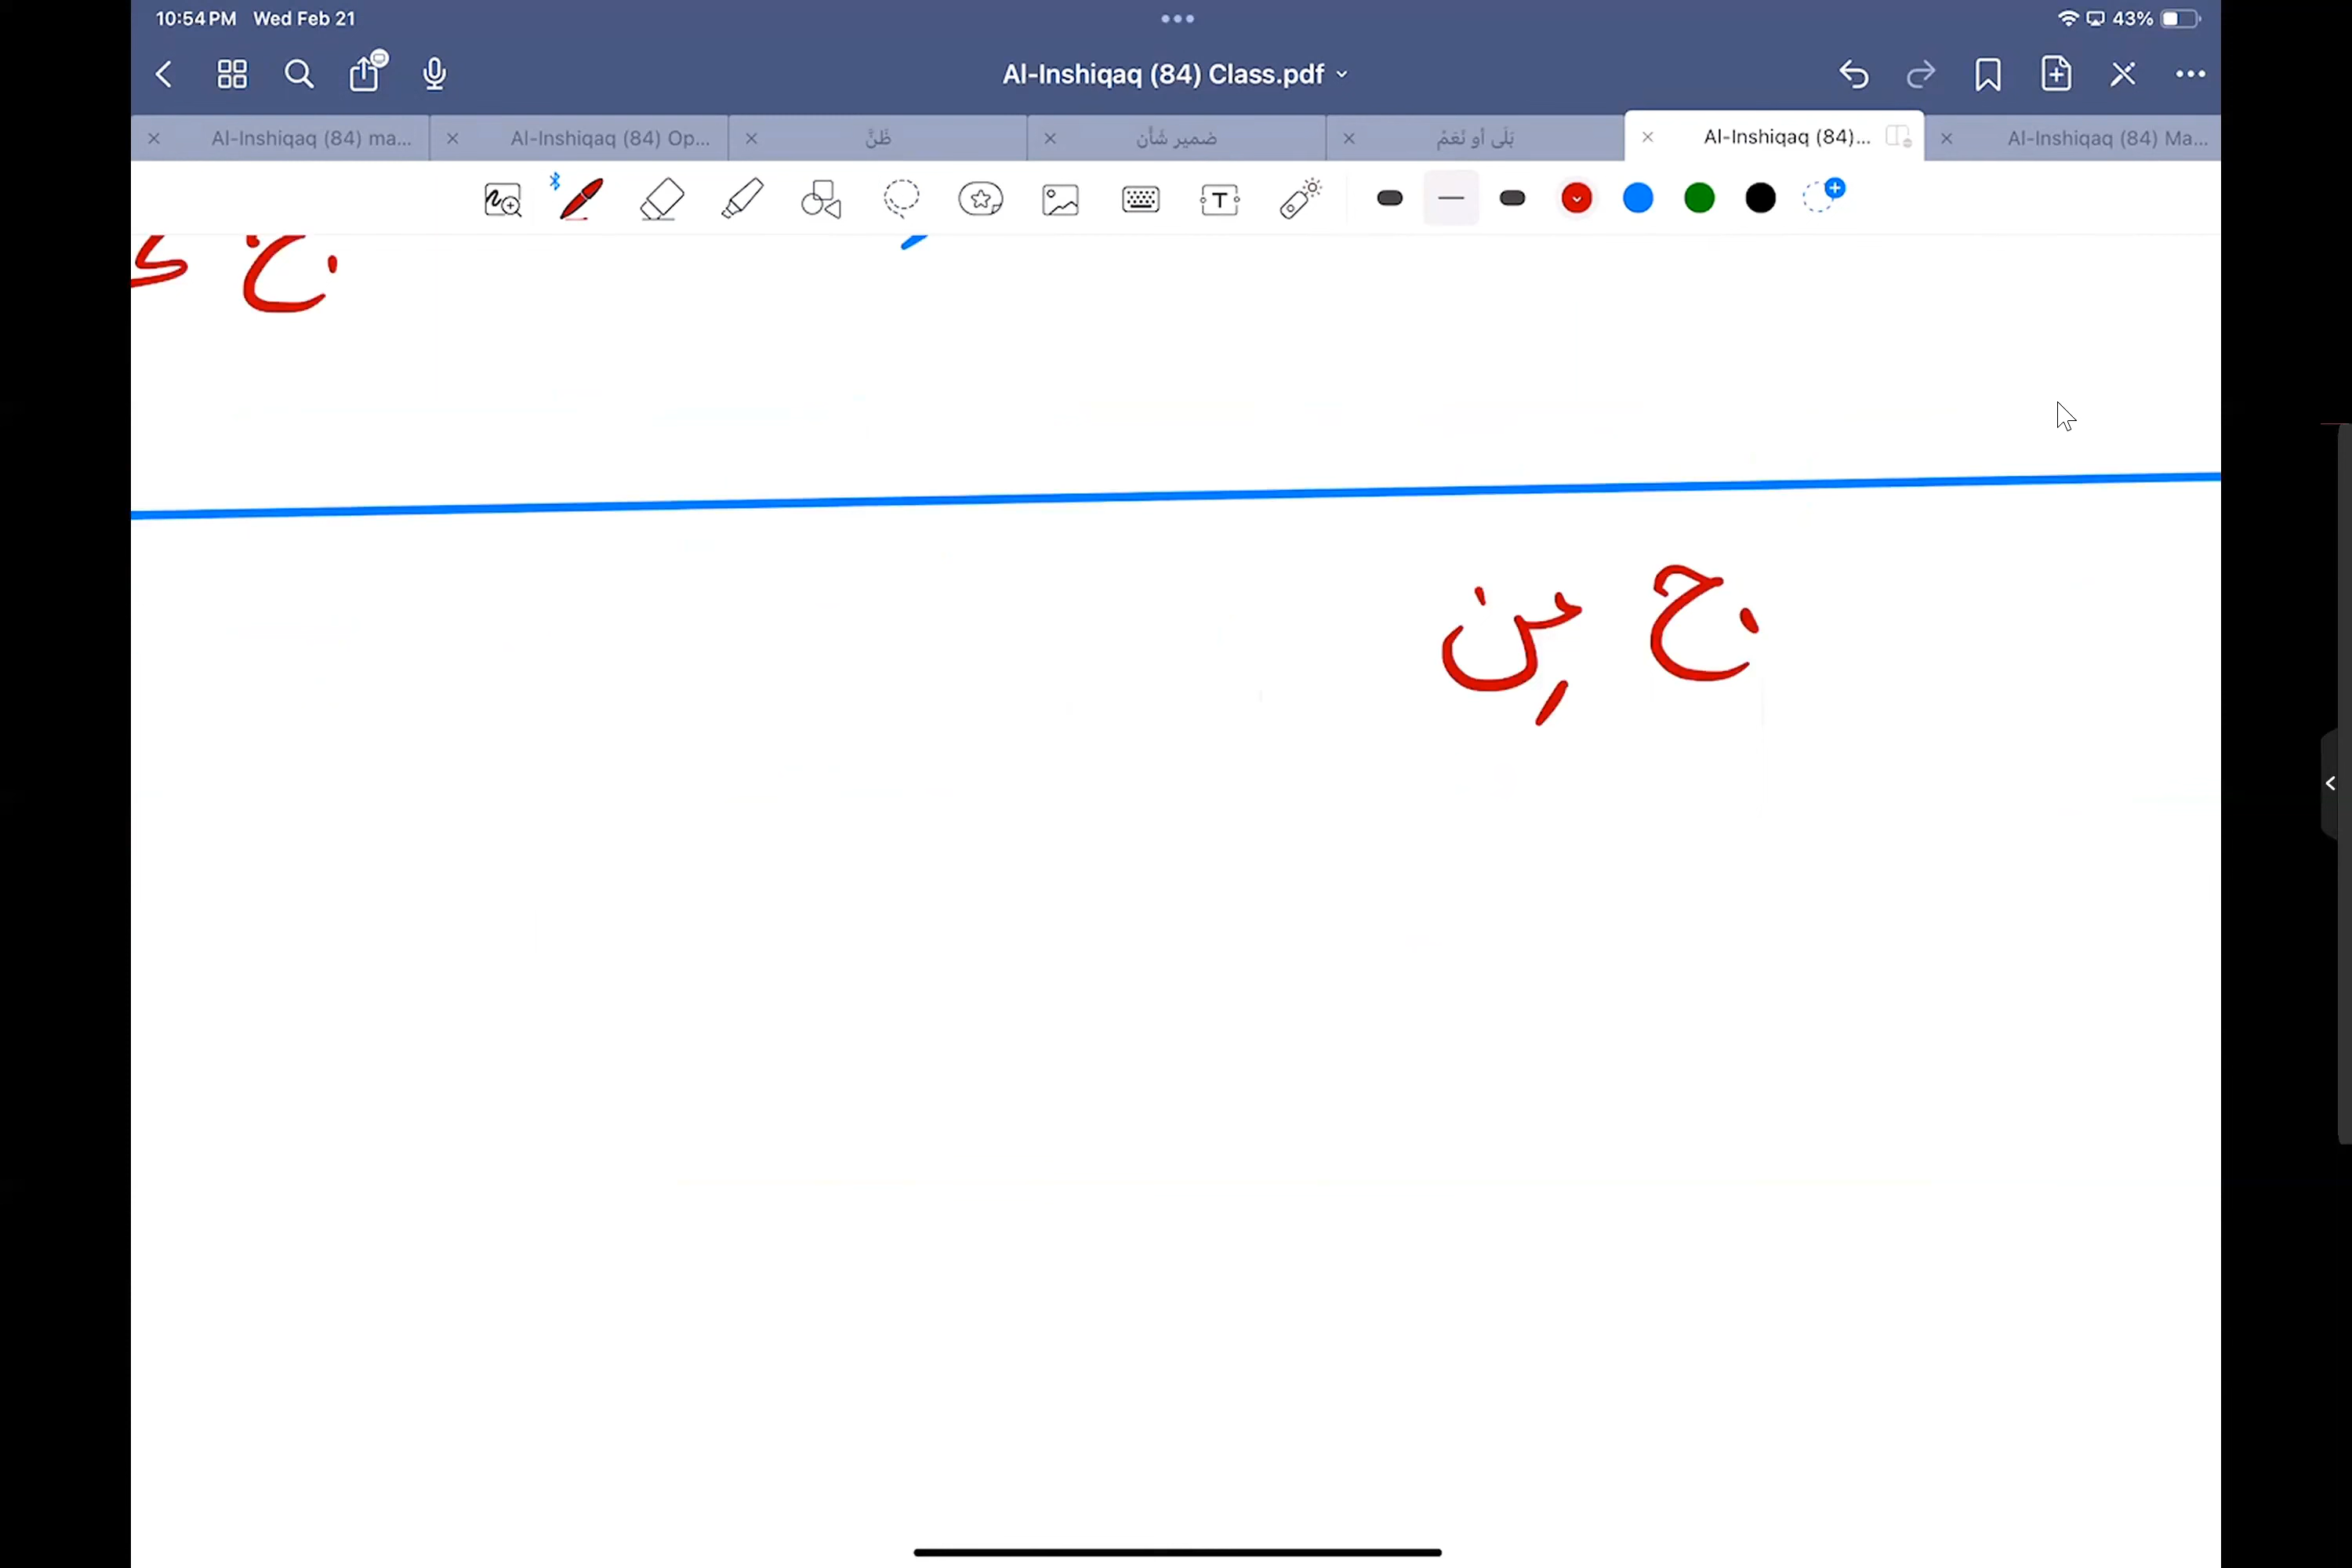 10:54 PM Wed Feb 21
43%
Al-Inshiqaq (84) Class.pdf
Al-Inshiqaq (84) ma...
Al-Inshiqaq (84) Op...
ظَنَّ
ضمير شَأن
بَلَى أو نَعَمْ
Al-Inshiqaq (84)...
Al-Inshiqaq (84) Ma...
ج
ج مِن